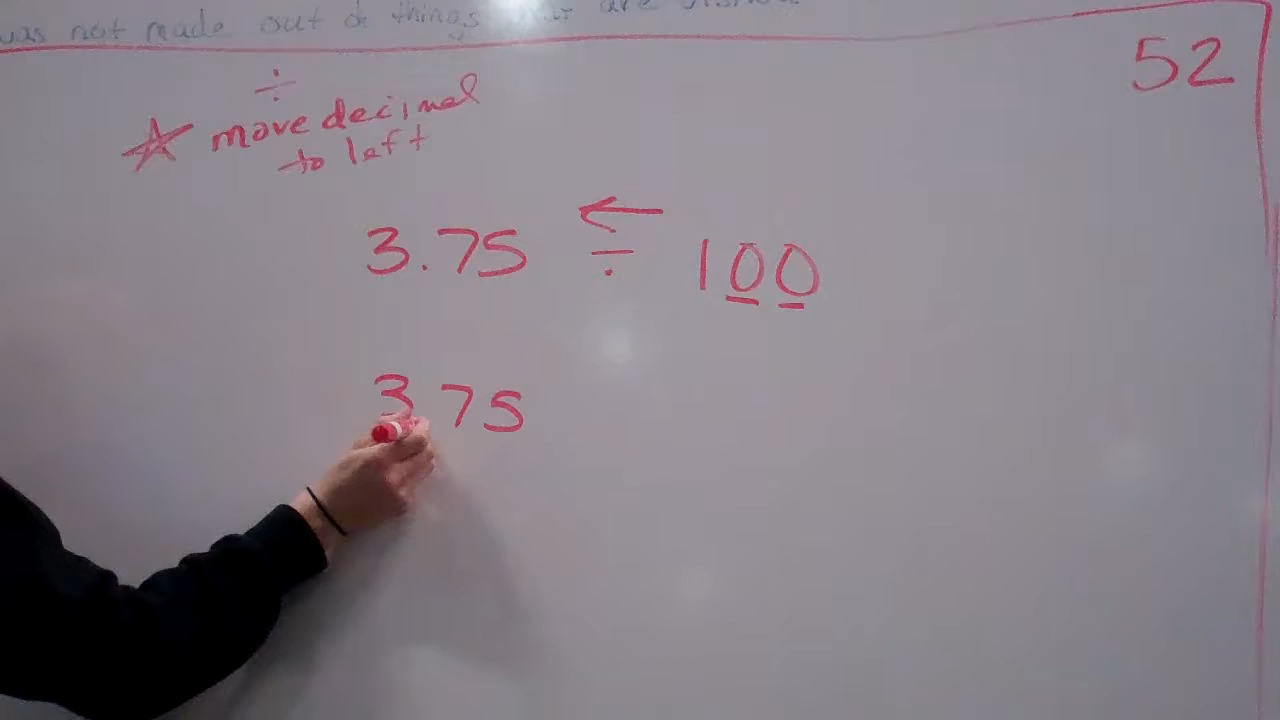 was not made out of things that are visible
52
÷
☆ move decimal
to left
←
3.75 ÷ 100
3 75